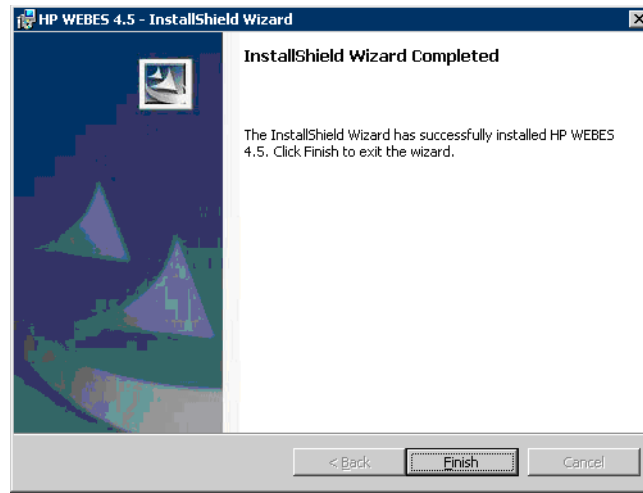 HP WEBES 4.5 - InstallShield Wizard
InstallShield Wizard Completed
The InstallShield Wizard has successfully installed HP WEBES
4.5. Click Finish to exit the wizard.
< Back
Finish
Cancel